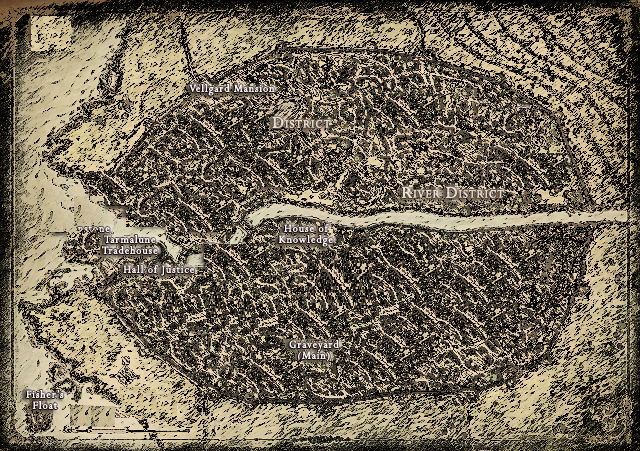 Vellgard Mansion
District
River District
House of
Knowledge
Tarmalune
Tradehouse
Hall of Justice
Graveyard
(Main)
Fisher's
Float